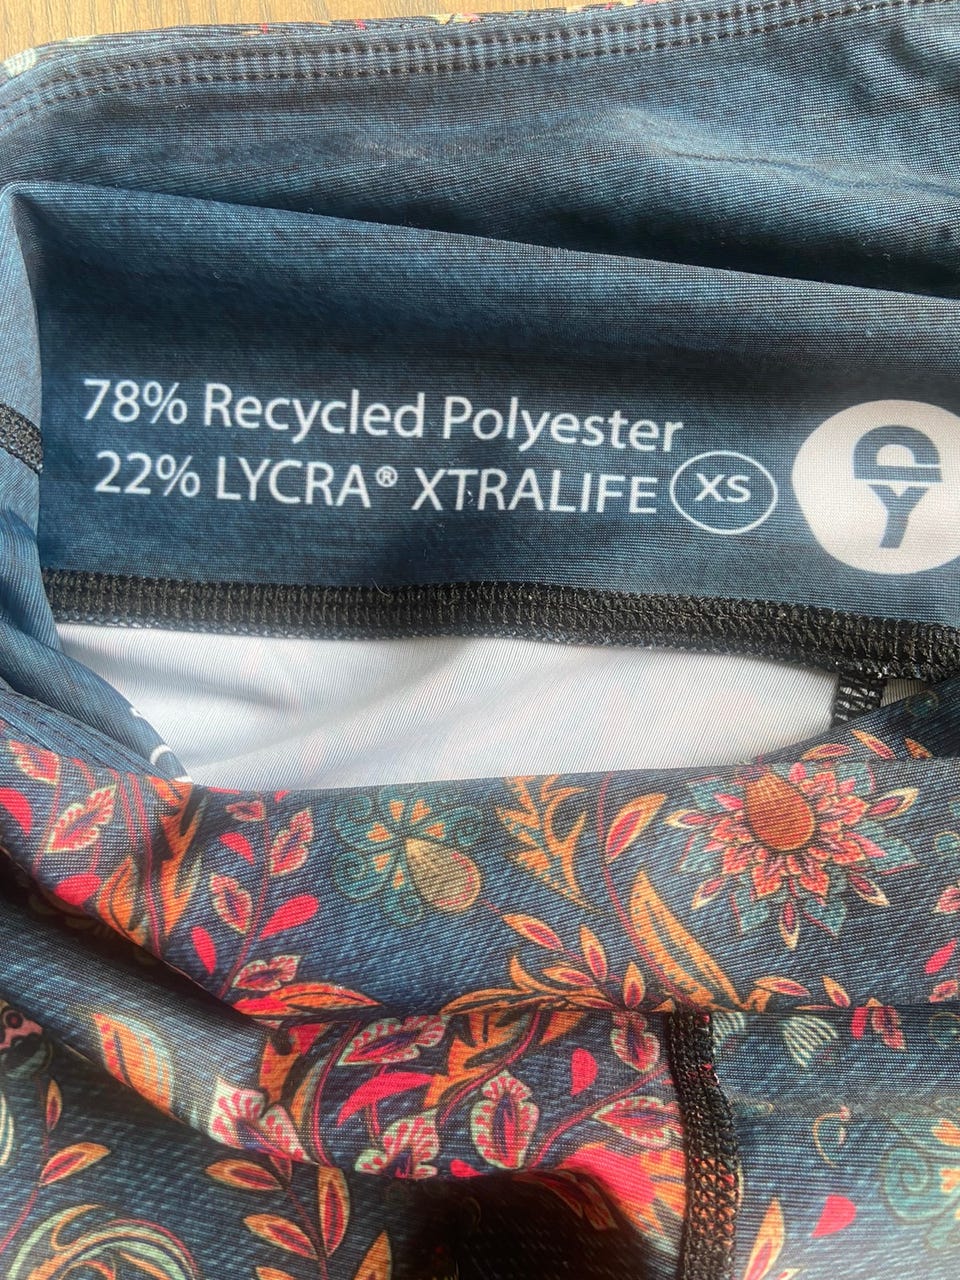 78% Recycled Polyester
22% LYCRA® XTRALIFE XS